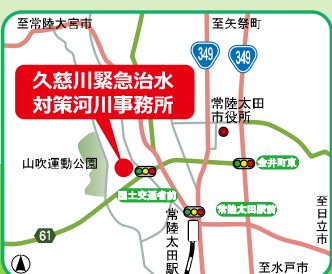 至常陸大宮市
至矢祭町
349
349
久慈川緊急治水
対策河川事務所
常陸太田
市役所
山吹運動公園
金井町東
国土交通省前
常陸太田駅前
61
常陸太田駅
至日立市
至水戸市